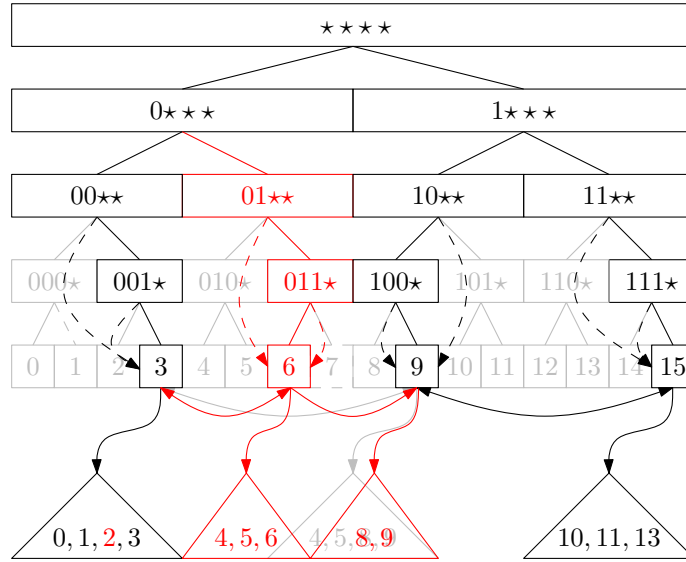 ⋆⋆⋆⋆
0⋆⋆⋆ 1⋆⋆⋆
00⋆⋆ 01⋆⋆ 10⋆⋆ 11⋆⋆
000⋆ 001⋆ 010⋆ 011⋆ 100⋆ 101⋆ 110⋆ 111⋆
0 1 2 3 4 5 6 7 8 9 10 11 12 13 14 15
0, 1, 2, 3 4, 5, 6 4, 5, 8, 9 8, 9 10, 11, 13